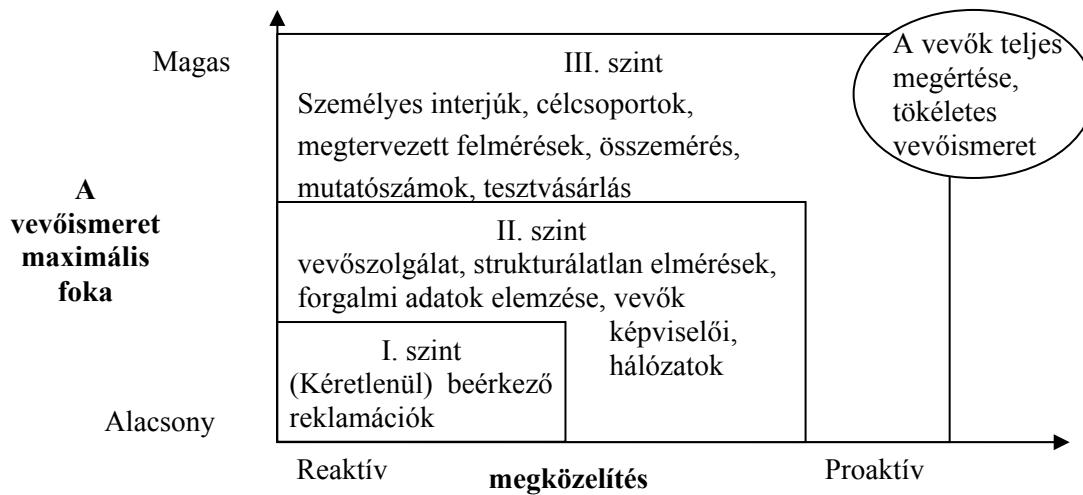 Magas
III. szint
Személyes interjúk, célcsoportok,
megtervezett felmérések, összemérés,
mutatószámok, tesztvásárlás
A vevők teljes
megértése,
tökéletes
vevőismeret
A
vevőismeret
maximális
foka
II. szint
vevőszolgálat, strukturálatlan elmérések,
forgalmi adatok elemzése, vevők
képviselői,
hálózatok
I. szint
(Kéretlenül) beérkező
reklamációk
Alacsony
Reaktív
megközelítés
Proaktív